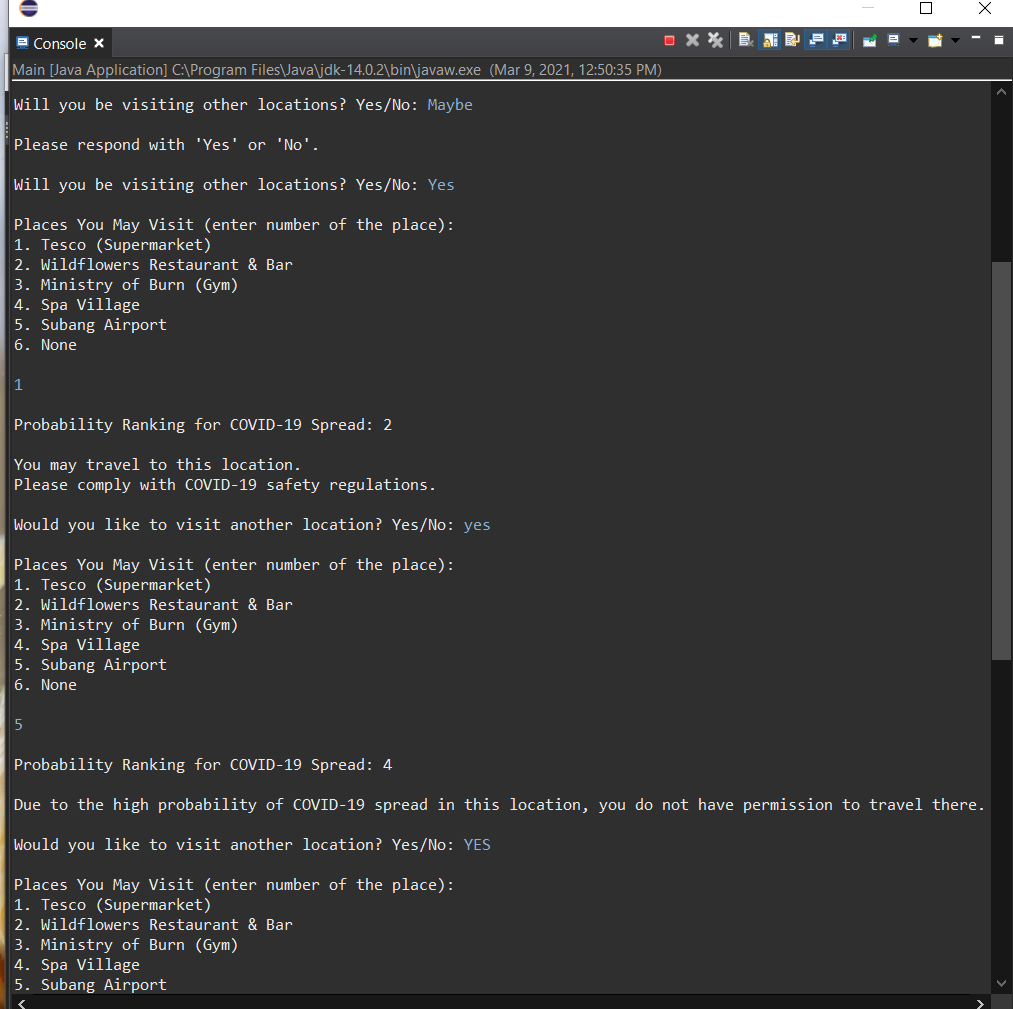 Console
Main [Java Application] C:\Program Files\Java\jdk-14.0.2\bin\javaw.exe (Mar 9, 2021, 12:50:35 PM)
Will you be visiting other locations? Yes/No: Maybe
Please respond with 'Yes' or 'No'.
Will you be visiting other locations? Yes/No: Yes
Places You May Visit (enter number of the place):
1. Tesco (Supermarket)
2. Wildflowers Restaurant & Bar
3. Ministry of Burn (Gym)
4. Spa Village
5. Subang Airport
6. None
1
Probability Ranking for COVID-19 Spread: 2
You may travel to this location.
Please comply with COVID-19 safety regulations.
Would you like to visit another location? Yes/No: yes
Places You May Visit (enter number of the place):
1. Tesco (Supermarket)
2. Wildflowers Restaurant & Bar
3. Ministry of Burn (Gym)
4. Spa Village
5. Subang Airport
6. None
5
Probability Ranking for COVID-19 Spread: 4
Due to the high probability of COVID-19 spread in this location, you do not have permission to travel there.
Would you like to visit another location? Yes/No: YES
Places You May Visit (enter number of the place):
1. Tesco (Supermarket)
2. Wildflowers Restaurant & Bar
3. Ministry of Burn (Gym)
4. Spa Village
5. Subang Airport